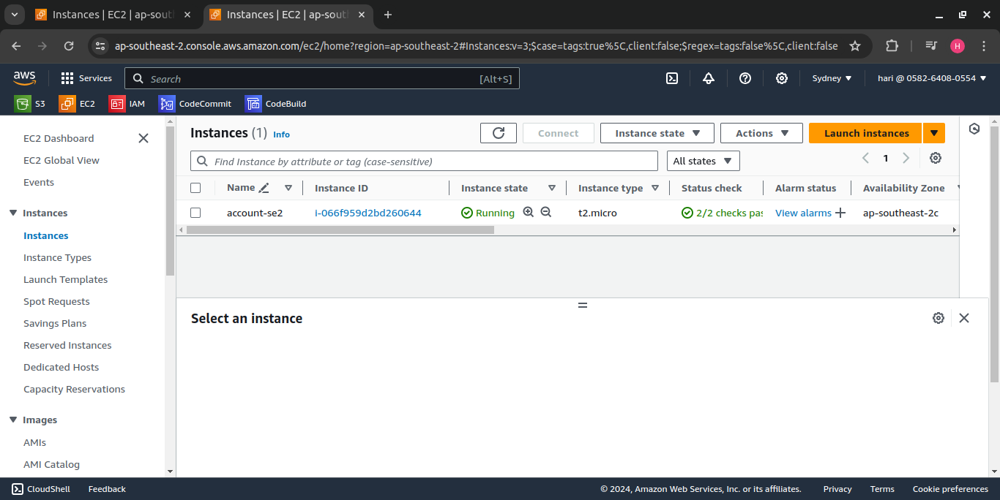 Instances | EC2 | ap-sout
Instances | EC2 | ap-sout
ap-southeast-2.console.aws.amazon.com/ec2/home?region=ap-southeast-2#Instances:v=3;$case=tags:true%5C,client:false;$regex=tags:false%5C,client:false
H
aws
Services
Search
[Alt+S]
Sydney
hari @ 0582-6408-0554
S3
EC2
IAM
CodeCommit
CodeBuild
EC2 Dashboard
EC2 Global View
Events
Instances
Instances
Instance Types
Launch Templates
Spot Requests
Savings Plans
Reserved Instances
Dedicated Hosts
Capacity Reservations
Images
AMIs
AMI Catalog
Instances (1) Info
Connect
Instance state
Actions
Launch instances
Find Instance by attribute or tag (case-sensitive)
All states
1
Name Instance ID Instance state Instance type Status check Alarm status Availability Zone
account-se2 i-066f959d2bd260644 Running t2.micro 2/2 checks pas View alarms ap-southeast-2c
Select an instance
CloudShell
Feedback
© 2024, Amazon Web Services, Inc. or its affiliates.
Privacy
Terms
Cookie preferences